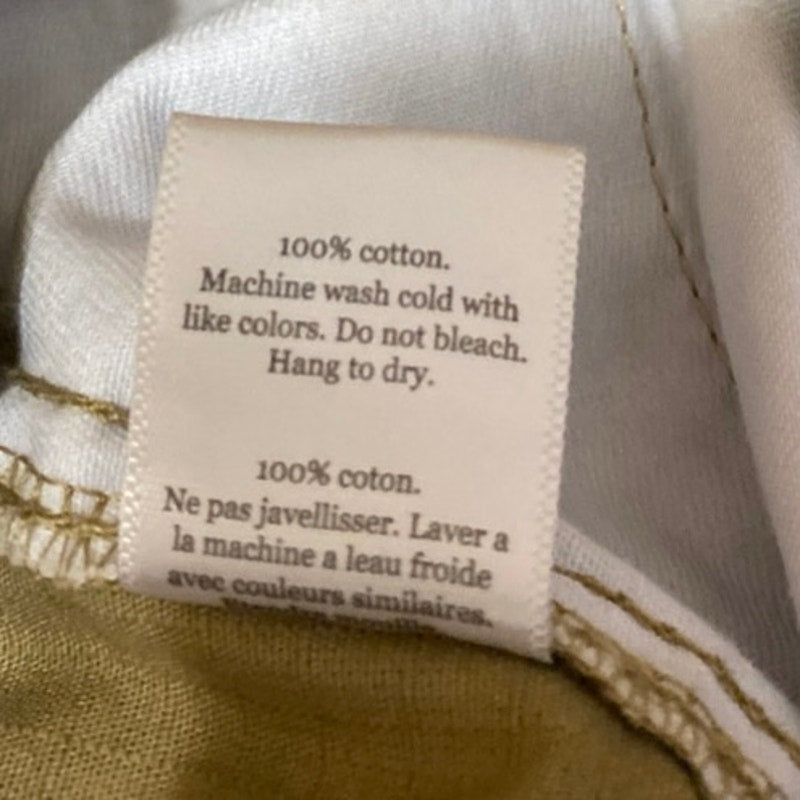 100% cotton.
Machine wash cold with
like colors. Do not bleach.
Hang to dry.
100% coton.
Ne pas javellisser. Laver a
la machine a leau froide
avec couleurs similaires.